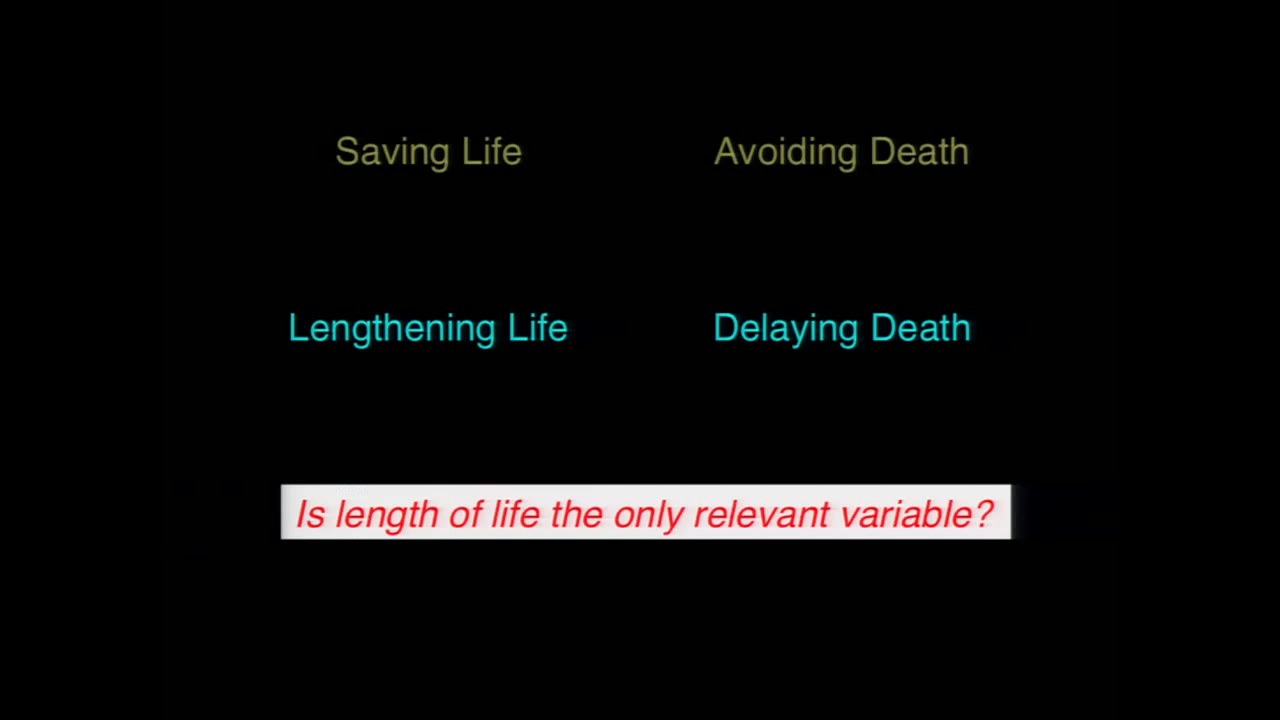 Saving Life
Avoiding Death
Lengthening Life
Delaying Death
Is length of life the only relevant variable?